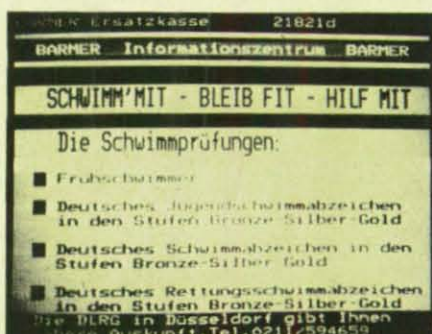 Ersatzkasse 21821d
BARMER Informationszentrum BARMER
SCHWIMM'MIT - BLEIB FIT - HILF MIT
Die Schwimmprüfungen:
■ Frühschwimmer
■ Deutsches Jugendschwimmabzeichen
in den Stufen Bronze-Silber-Gold
■ Deutsches Schwimmabzeichen in den
Stufen Bronze-Silber Gold
■ Deutsches Rettungsschwimmabzeichen
in den Stufen Bronze-Silber-Gold
Die DLRG in Düsseldorf gibt Ihnen
Auskunft Tel.0211/594659